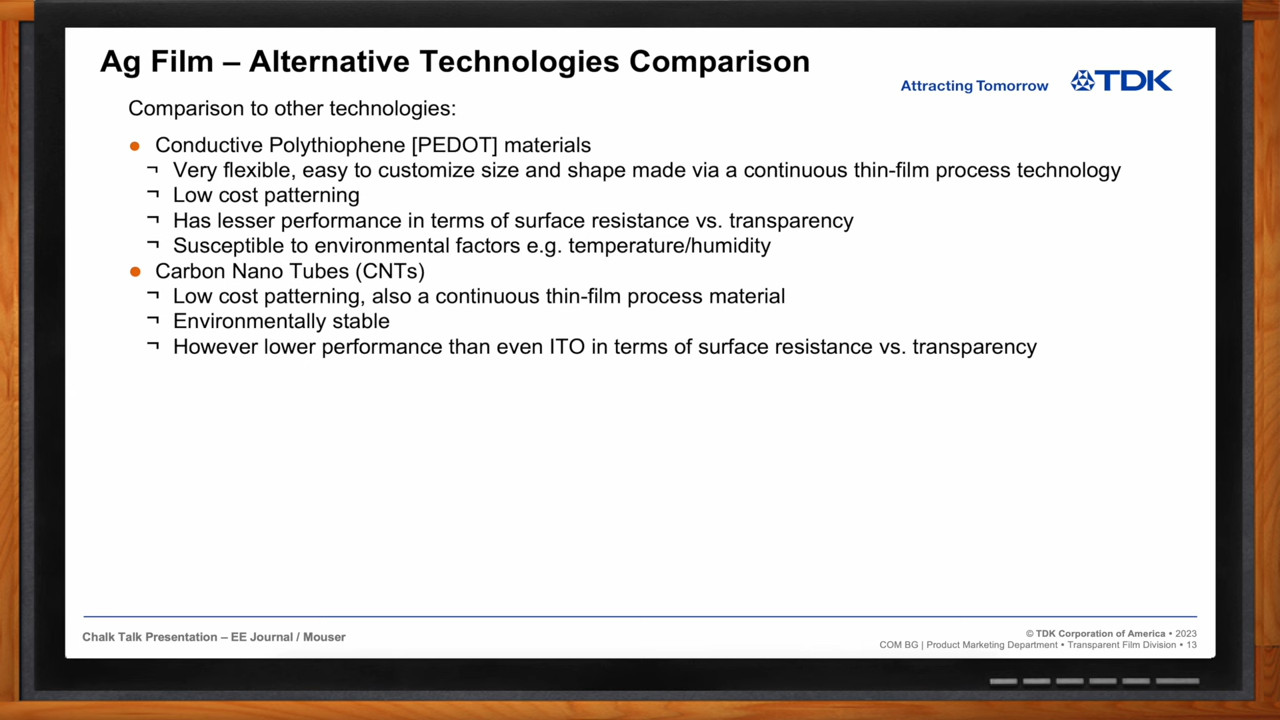 Ag Film – Alternative Technologies Comparison
Attracting Tomorrow
TDK
Comparison to other technologies:
● Conductive Polythiophene [PEDOT] materials
¬ Very flexible, easy to customize size and shape made via a continuous thin-film process technology
¬ Low cost patterning
¬ Has lesser performance in terms of surface resistance vs. transparency
¬ Susceptible to environmental factors e.g. temperature/humidity
● Carbon Nano Tubes (CNTs)
¬ Low cost patterning, also a continuous thin-film process material
¬ Environmentally stable
¬ However lower performance than even ITO in terms of surface resistance vs. transparency
Chalk Talk Presentation – EE Journal / Mouser
© TDK Corporation of America • 2023
COM BG | Product Marketing Department • Transparent Film Division • 13